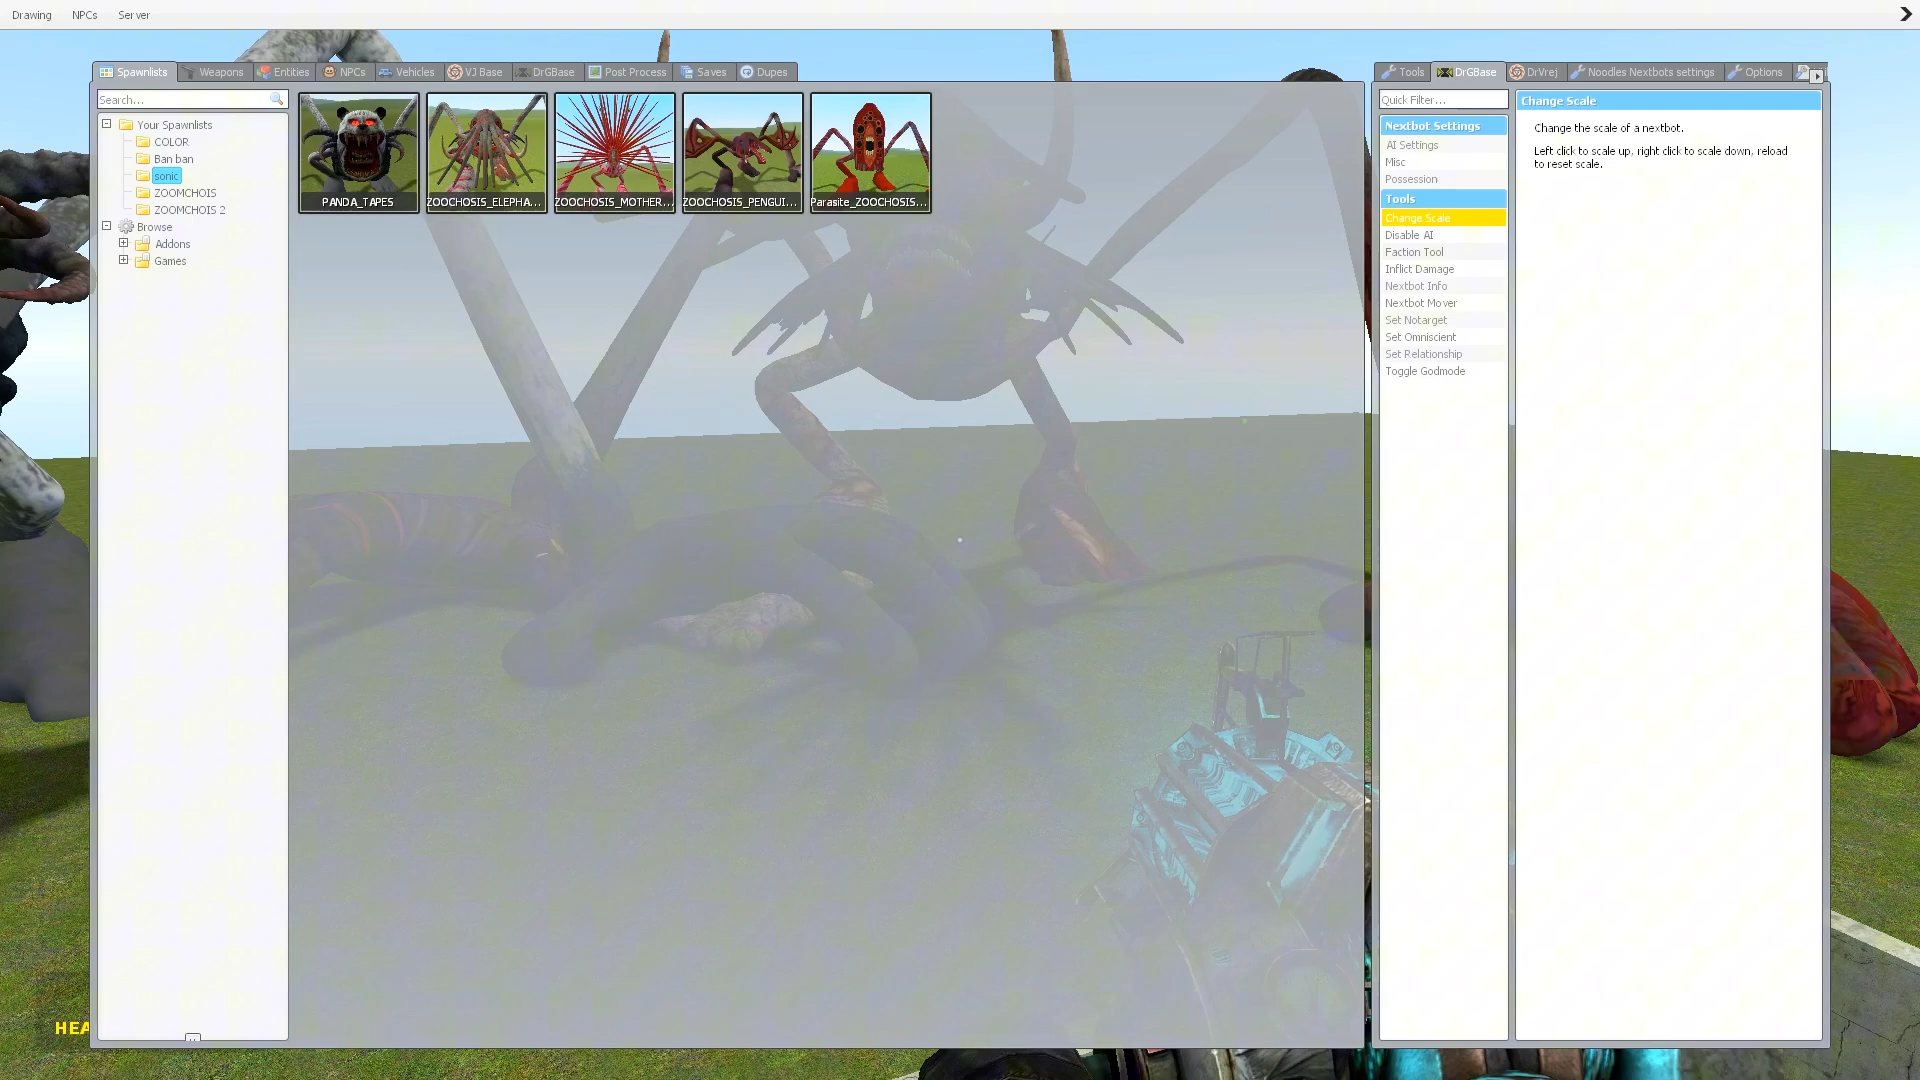 Drawing NPCs Server
Spawnlists Weapons Entities NPCs Vehicles VJ Base DrGBase Post Process Saves Dupes
Tools DrGBase DrVrej Noodles Nextbots settings Options
Search...
Your Spawnlists
COLOR
Ban ban
sonic
ZOOMCHOIS
ZOOMCHOIS 2
Browse
Addons
Games
PANDA_TAPES
ZOOCHOSIS_ELEPHA...
ZOOCHOSIS_MOTHER...
ZOOCHOSIS_PENGUI...
Parasite_ZOOCHOSIS...
Quick Filter...
Nextbot Settings
AI Settings
Misc
Possession
Tools
Change Scale
Disable AI
Faction Tool
Inflict Damage
Nextbot Info
Nextbot Mover
Set Notarget
Set Omniscient
Set Relationship
Toggle Godmode
Change Scale
Change the scale of a nextbot.
Left click to scale up, right click to scale down, reload
to reset scale.
HEA